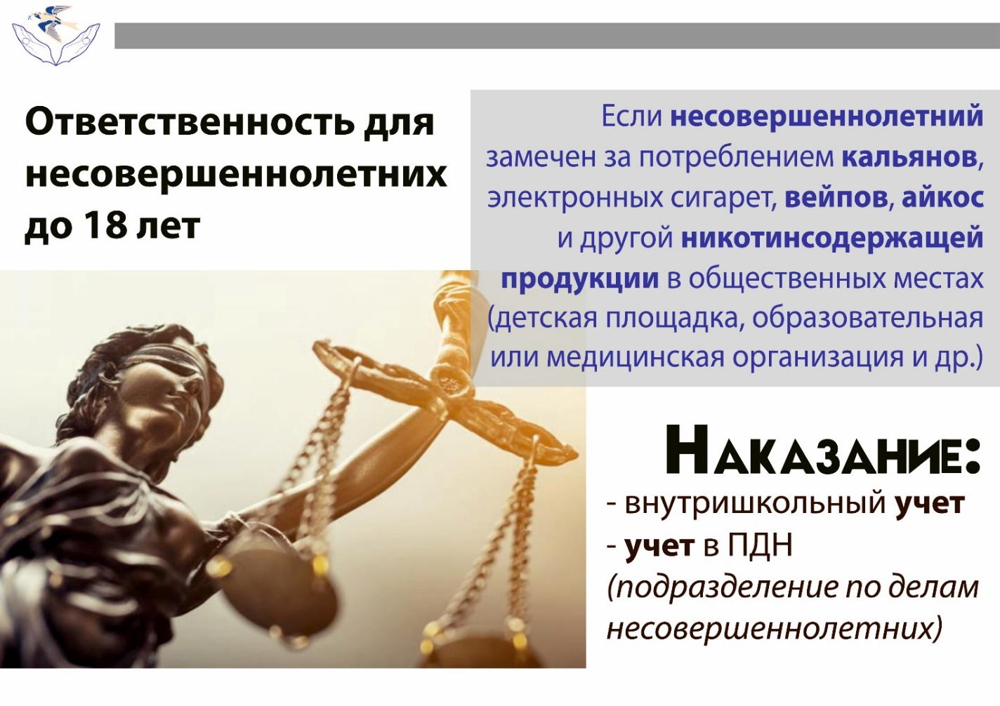 Ответственность для
несовершеннолетних
до 18 лет
Если несовершеннолетний
замечен за потреблением кальянов,
электронных сигарет, вейпов, айкос
и другой никотинсодержащей
продукции в общественных местах
(детская площадка, образовательная
или медицинская организация и др.)
Наказание:
- внутришкольный учет
- учет в ПДН
(подразделение по делам
несовершеннолетних)